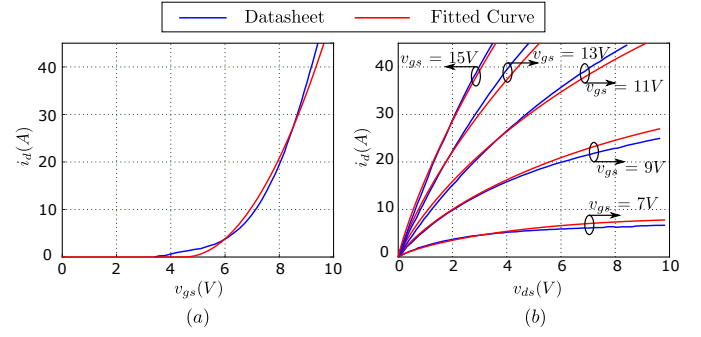 Datasheet
Fitted Curve
40
30
20
10
0
0 2 4 6 8 10
i_d(A)
v_gs(V)
(a)
40
30
20
10
0
0 2 4 6 8 10
i_d(A)
v_ds(V)
(b)
v_gs = 15V
v_gs = 13V
v_gs = 11V
v_gs = 9V
v_gs = 7V